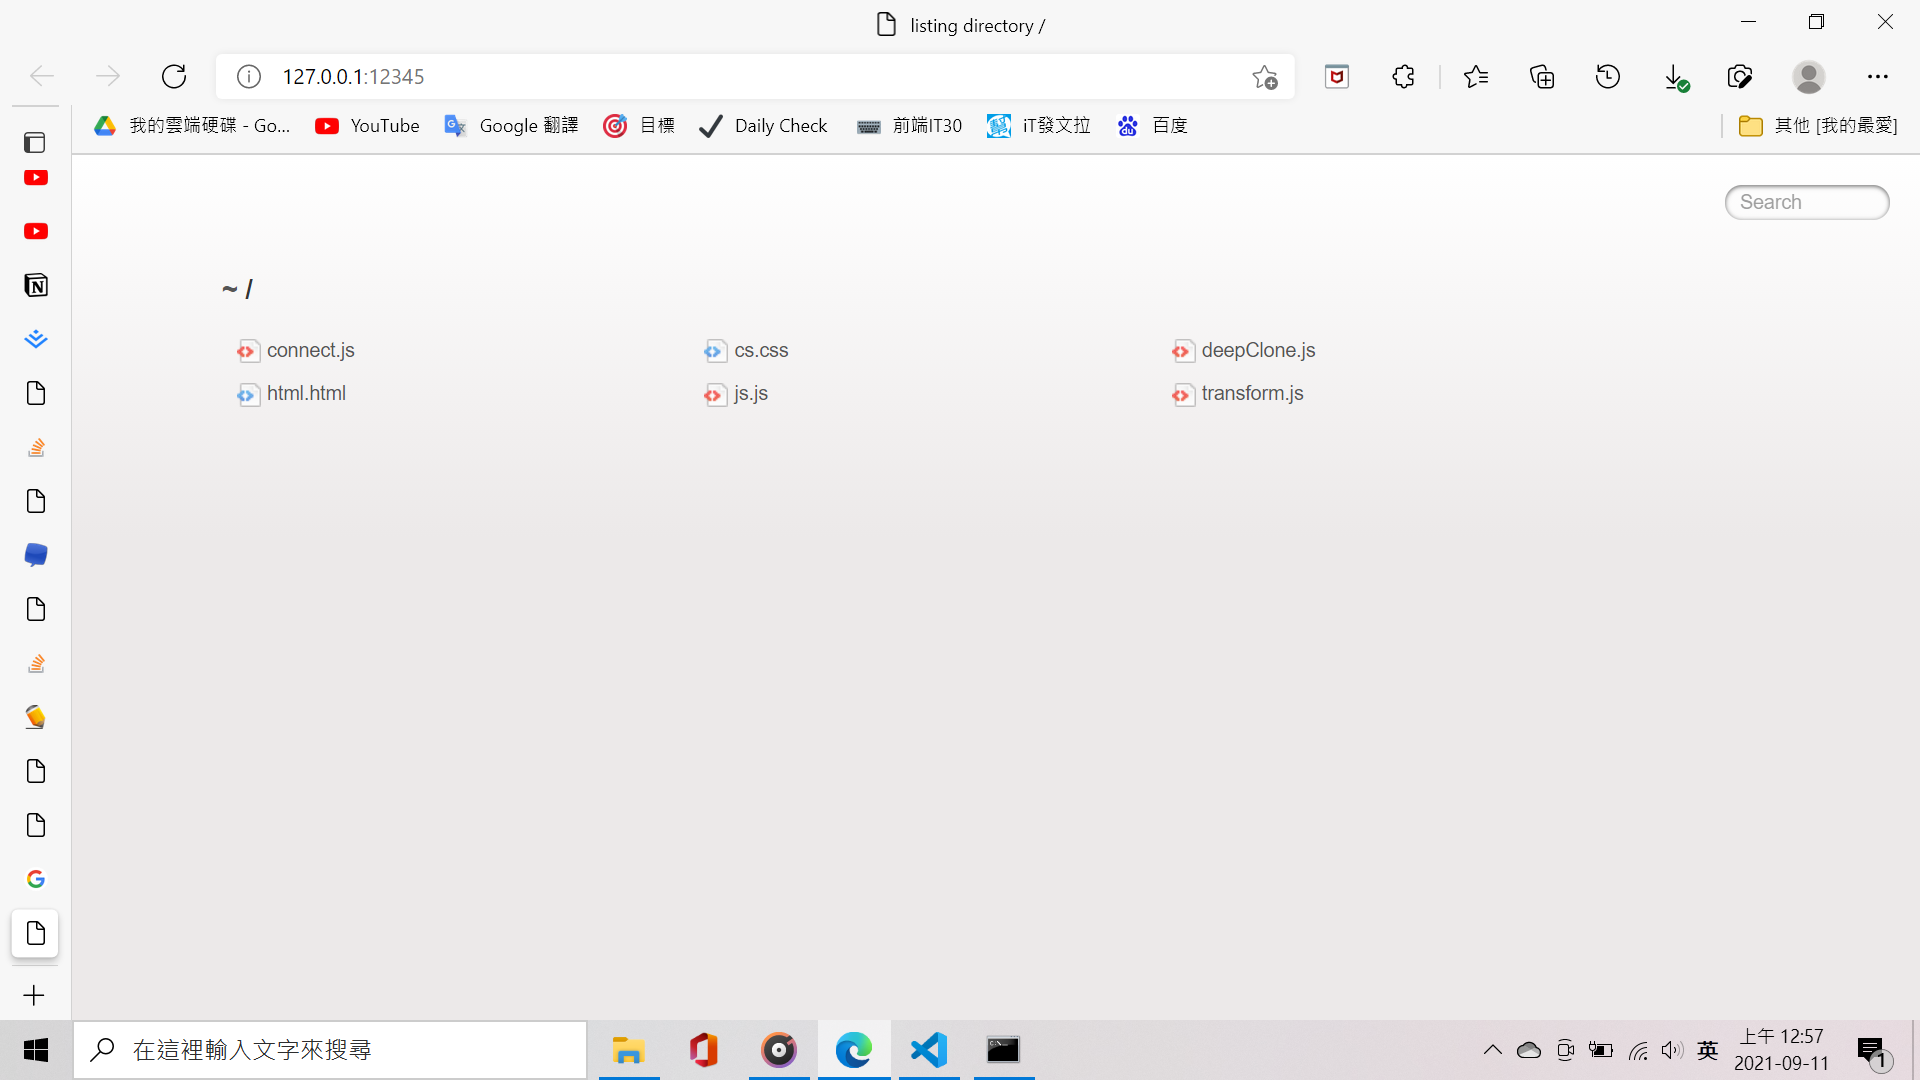 listing directory /
127.0.0.1:12345
我的雲端硬碟 - Go...
YouTube
Google 翻譯
目標
Daily Check
前端IT30
iT發文拉
百度
其他 [我的最愛]
Search
~ /
connect.js
cs.css
deepClone.js
html.html
js.js
transform.js
在這裡輸入文字來搜尋
英
上午 12:57
2021-09-11
1